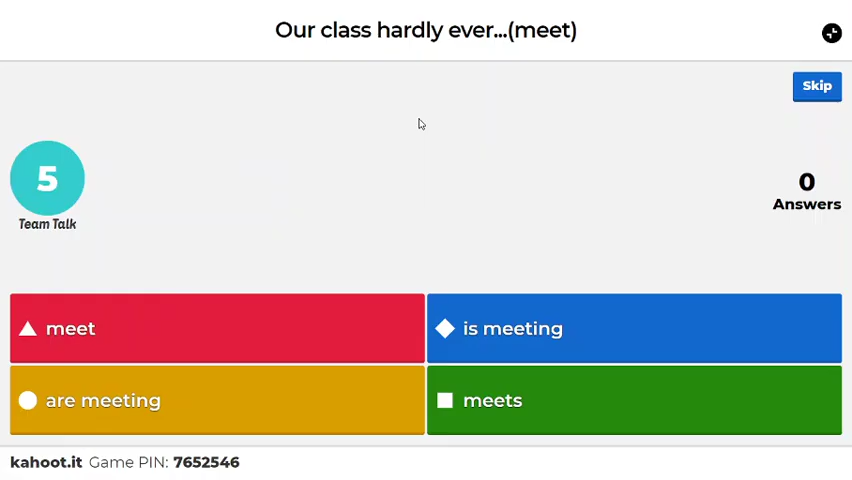 Our class hardly ever...(meet)
Skip
5
Team Talk
0
Answers
meet
is meeting
are meeting
meets
kahoot.it Game PIN: 7652546